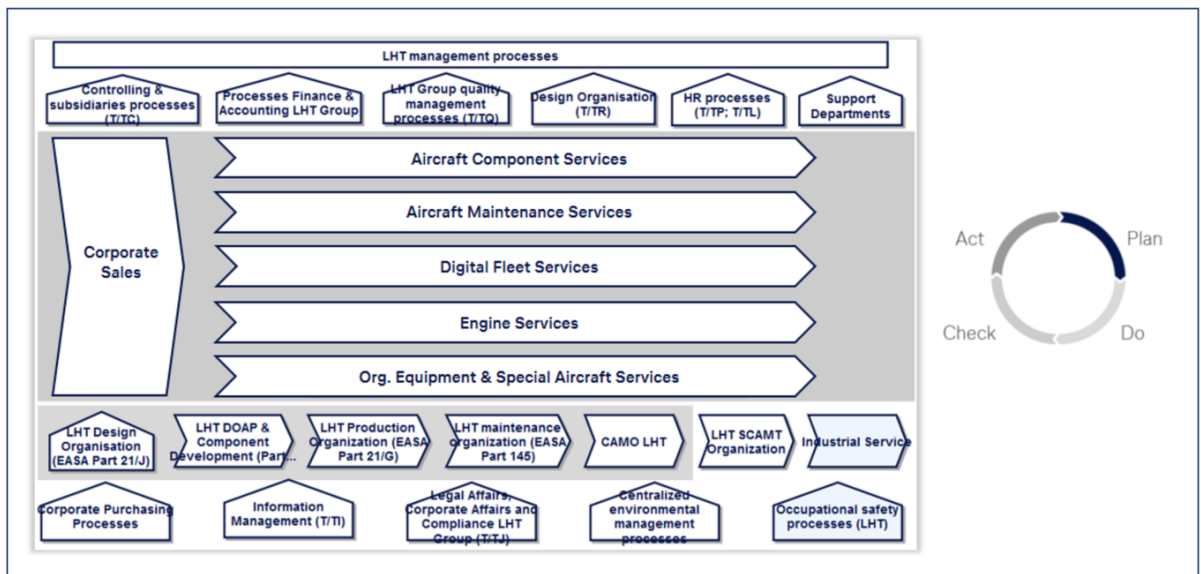 LHT management processes
Controlling &
subsidiaries processes
(T/TC)
Processes Finance &
Accounting LHT Group
LHT Group quality
management
processes (T/TQ)
Design Organisation
(T/TR)
HR processes
(T/TP; T/TL)
Support
Departments
Corporate
Sales
Aircraft Component Services
Aircraft Maintenance Services
Digital Fleet Services
Engine Services
Org. Equipment & Special Aircraft Services
Act
Plan
Check
Do
LHT Design
Organisation
(EASA Part 21/J)
LHT DOAP &
Component
Development (Part...
LHT Production
Organization (EASA
Part 21/G)
LHT maintenance
organization (EASA
Part 145)
CAMO LHT
LHT SCAMT
Organization
Industrial Service
Corporate Purchasing
Processes
Information
Management (T/TI)
Legal Affairs,
Corporate Affairs and
Compliance LHT
Group (T/TJ)
Centralized
environmental
management
processes
Occupational safety
processes (LHT)